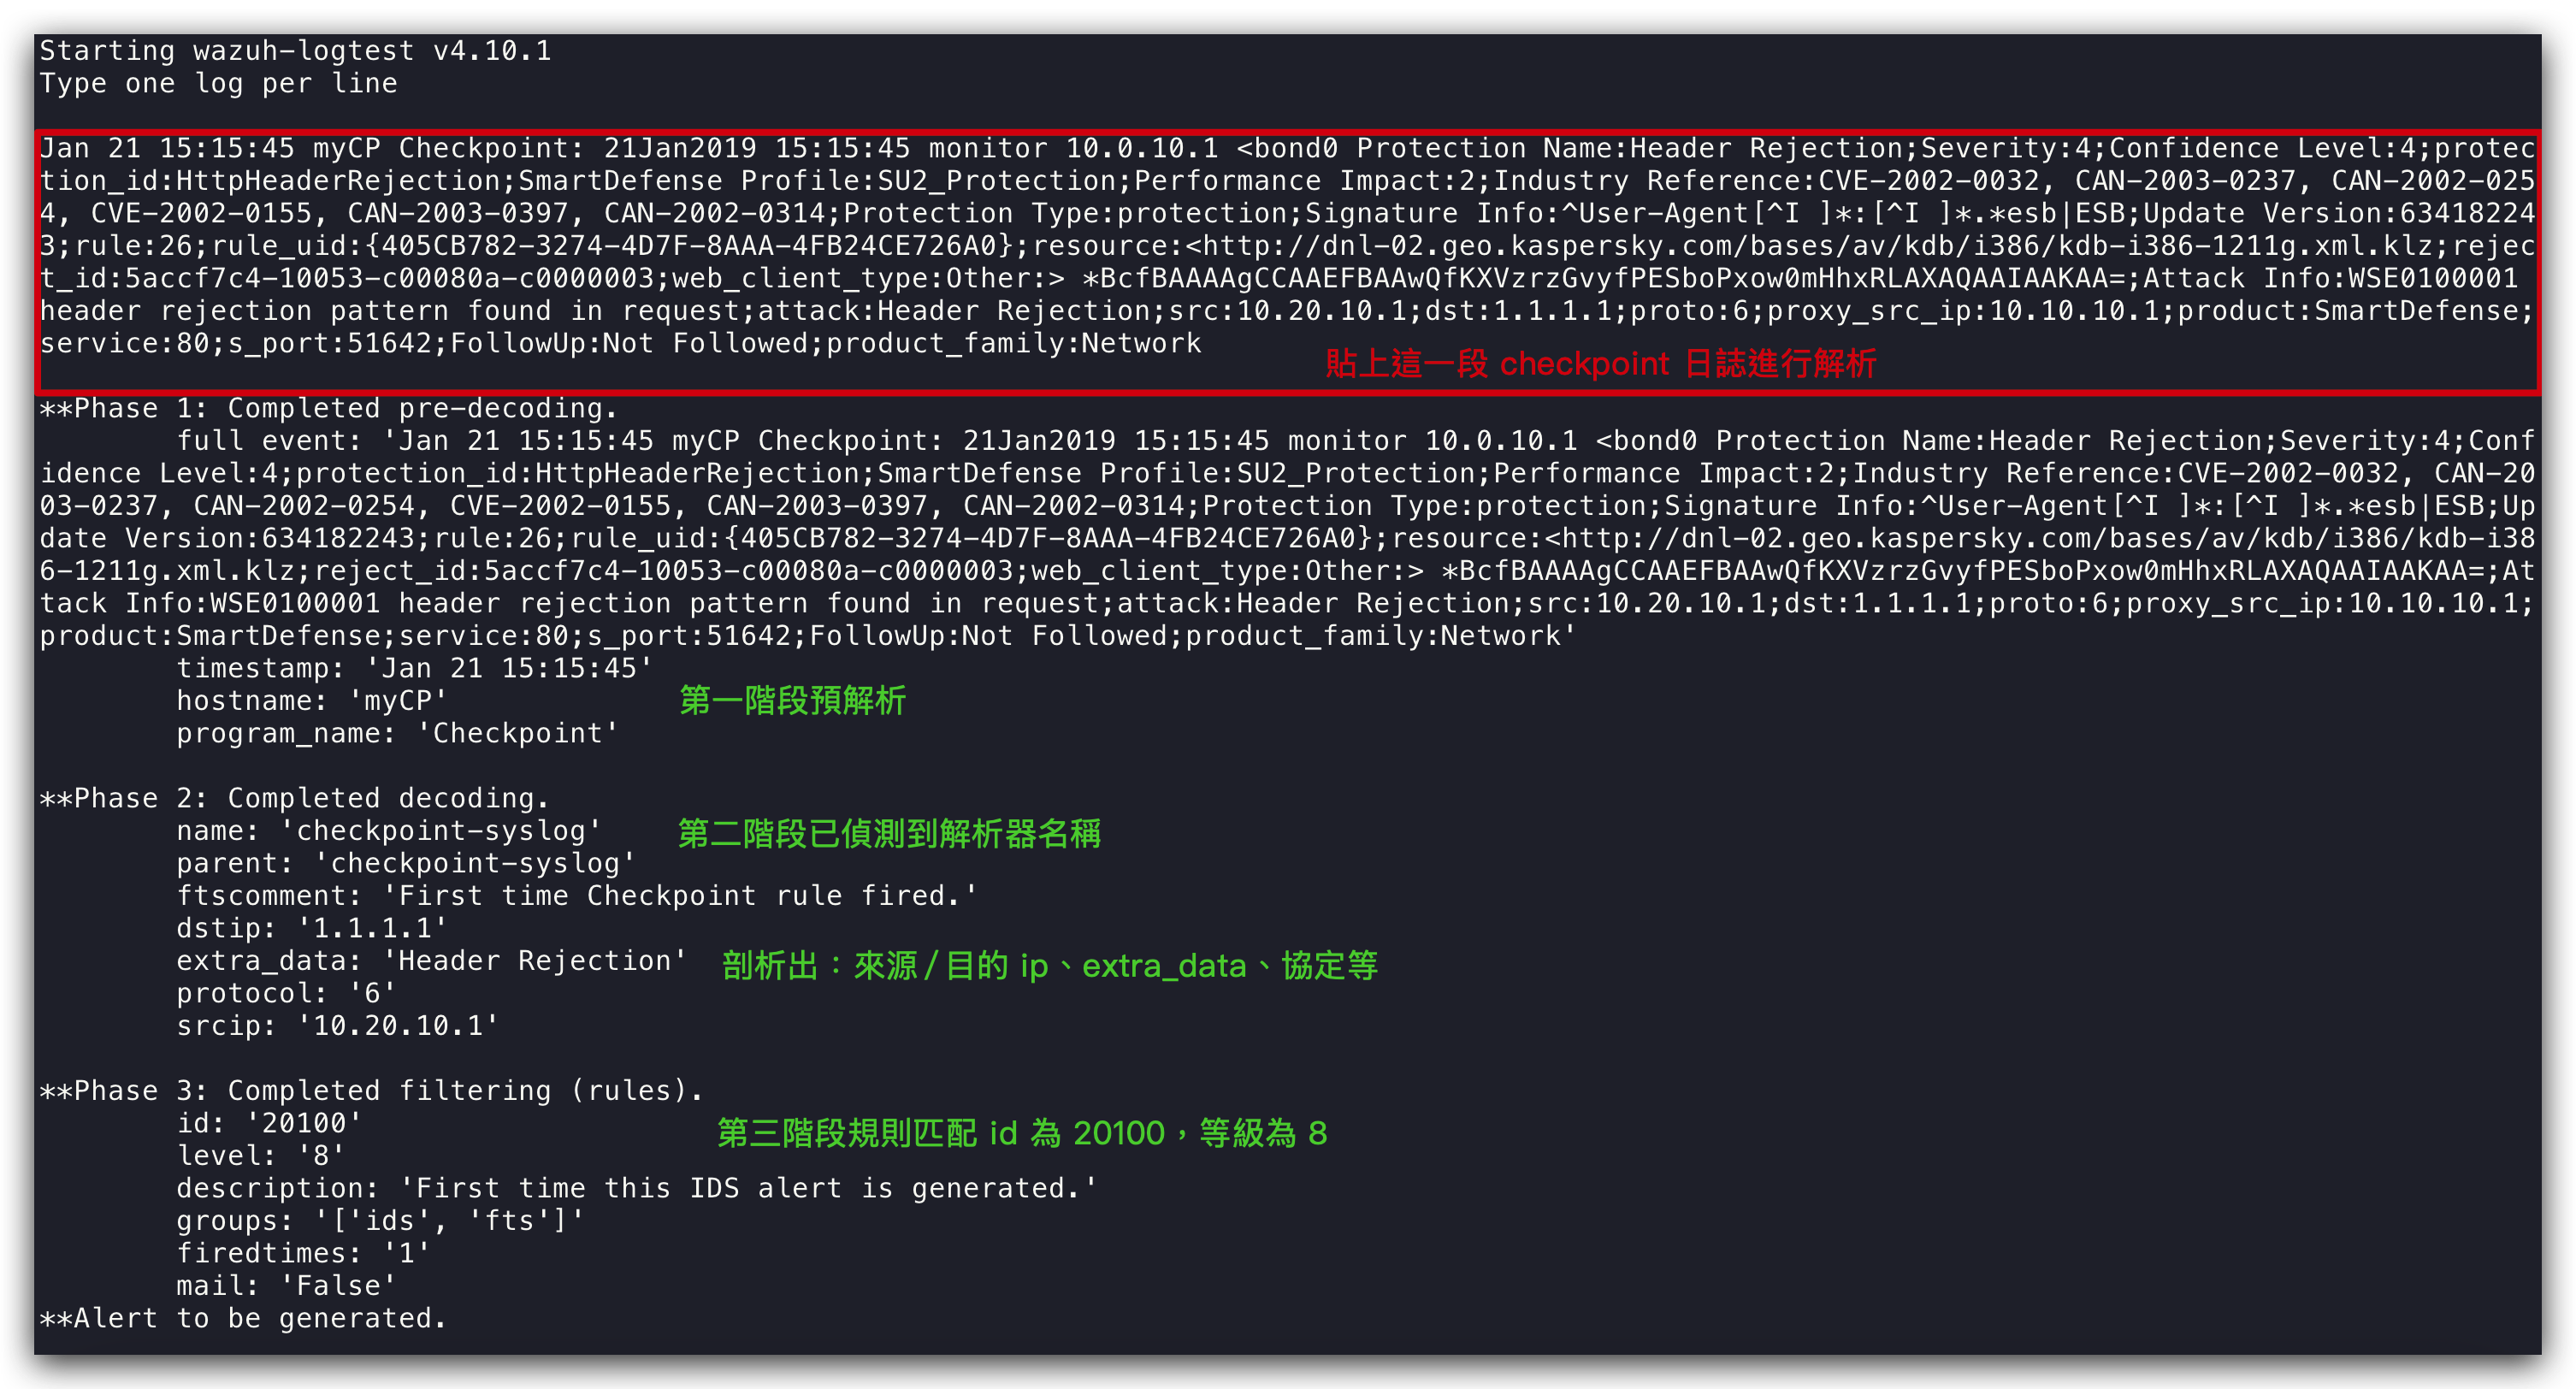 Starting wazuh-logtest v4.10.1
Type one log per line
Jan 21 15:15:45 myCP Checkpoint: 21Jan2019 15:15:45 monitor 10.0.10.1 <bond0 Protection Name:Header Rejection;Severity:4;Confidence Level:4;protec
tion_id:HttpHeaderRejection;SmartDefense Profile:SU2_Protection;Performance Impact:2;Industry Reference:CVE-2002-0032, CAN-2003-0237, CAN-2002-025
4, CVE-2002-0155, CAN-2003-0397, CAN-2002-0314;Protection Type:protection;Signature Info:^User-Agent[^I ]*:[^I ]*.*esb|ESB;Update Version:63418224
3;rule:26;rule_uid:{405CB782-3274-4D7F-8AAA-4FB24CE726A0};resource:<http://dnl-02.geo.kaspersky.com/bases/av/kdb/i386/kdb-i386-1211g.xml.klz;rejec
t_id:5accf7c4-10053-c00080a-c0000003;web_client_type:Other:> *BcfBAAAAgCCAAEFBAAwQfKXVzrzGvyfPESboPxow0mHhxRLAXAQAAIAAKAA=;Attack Info:WSE0100001
header rejection pattern found in request;attack:Header Rejection;src:10.20.10.1;dst:1.1.1.1;proto:6;proxy_src_ip:10.10.10.1;product:SmartDefense;
service:80;s_port:51642;FollowUp:Not Followed;product_family:Network
貼上這一段 checkpoint 日誌進行解析
**Phase 1: Completed pre-decoding.
full event: 'Jan 21 15:15:45 myCP Checkpoint: 21Jan2019 15:15:45 monitor 10.0.10.1 <bond0 Protection Name:Header Rejection;Severity:4;Conf
idence Level:4;protection_id:HttpHeaderRejection;SmartDefense Profile:SU2_Protection;Performance Impact:2;Industry Reference:CVE-2002-0032, CAN-20
03-0237, CAN-2002-0254, CVE-2002-0155, CAN-2003-0397, CAN-2002-0314;Protection Type:protection;Signature Info:^User-Agent[^I ]*:[^I ]*.*esb|ESB;Up
date Version:634182243;rule:26;rule_uid:{405CB782-3274-4D7F-8AAA-4FB24CE726A0};resource:<http://dnl-02.geo.kaspersky.com/bases/av/kdb/i386/kdb-i38
6-1211g.xml.klz;reject_id:5accf7c4-10053-c00080a-c0000003;web_client_type:Other:> *BcfBAAAAgCCAAEFBAAwQfKXVzrzGvyfPESboPxow0mHhxRLAXAQAAIAAKAA=;At
tack Info:WSE0100001 header rejection pattern found in request;attack:Header Rejection;src:10.20.10.1;dst:1.1.1.1;proto:6;proxy_src_ip:10.10.10.1;
product:SmartDefense;service:80;s_port:51642;FollowUp:Not Followed;product_family:Network'
timestamp: 'Jan 21 15:15:45'
hostname: 'myCP'
第一階段預解析
program_name: 'Checkpoint'
**Phase 2: Completed decoding.
name: 'checkpoint-syslog'
第二階段已偵測到解析器名稱
parent: 'checkpoint-syslog'
ftscomment: 'First time Checkpoint rule fired.'
dstip: '1.1.1.1'
extra_data: 'Header Rejection'
剖析出：來源/目的 ip、extra_data、協定等
protocol: '6'
srcip: '10.20.10.1'
**Phase 3: Completed filtering (rules).
id: '20100'
第三階段規則匹配 id 為 20100，等級為 8
level: '8'
description: 'First time this IDS alert is generated.'
groups: '['ids', 'fts']'
firedtimes: '1'
mail: 'False'
**Alert to be generated.